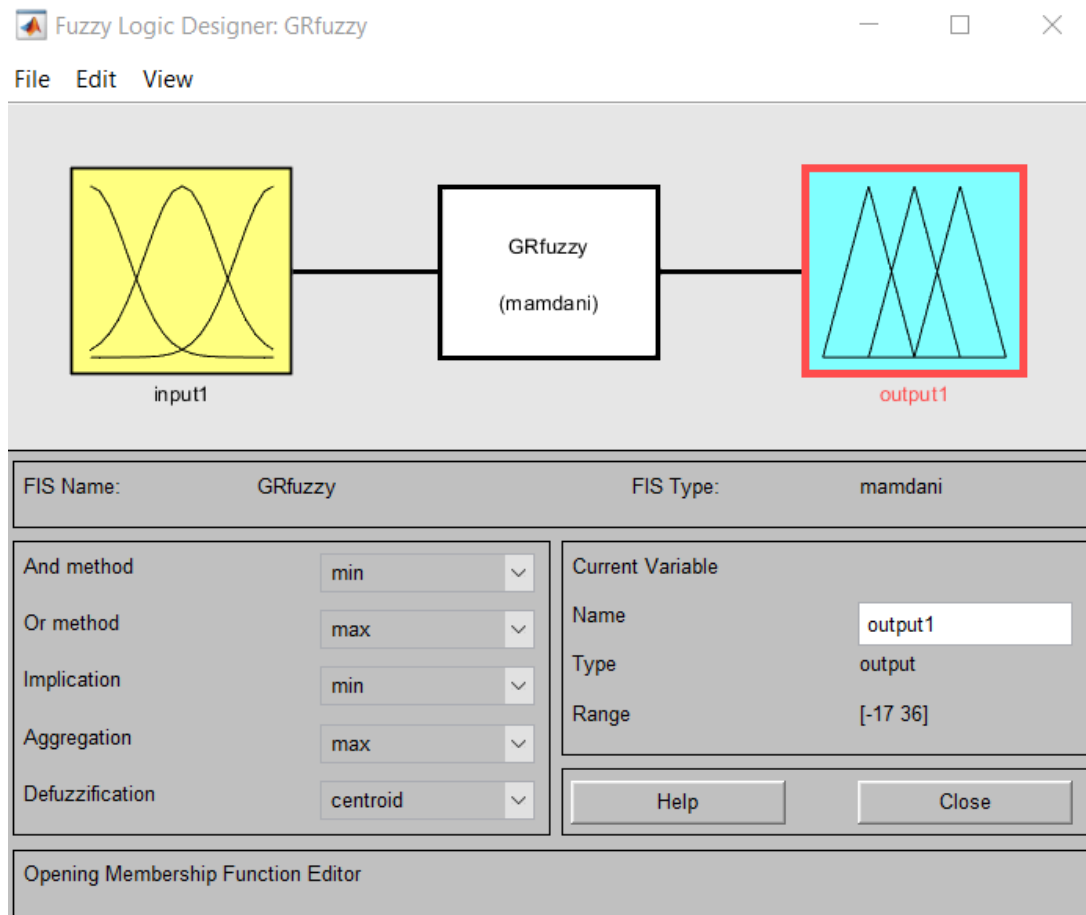 Fuzzy Logic Designer: GRfuzzy
File Edit View
GRfuzzy
(mamdani)
input1
output1
FIS Name: GRfuzzy FIS Type: mamdani
And method min
Or method max
Implication min
Aggregation max
Defuzzification centroid
Current Variable
Name output1
Type output
Range [-17 36]
Help Close
Opening Membership Function Editor